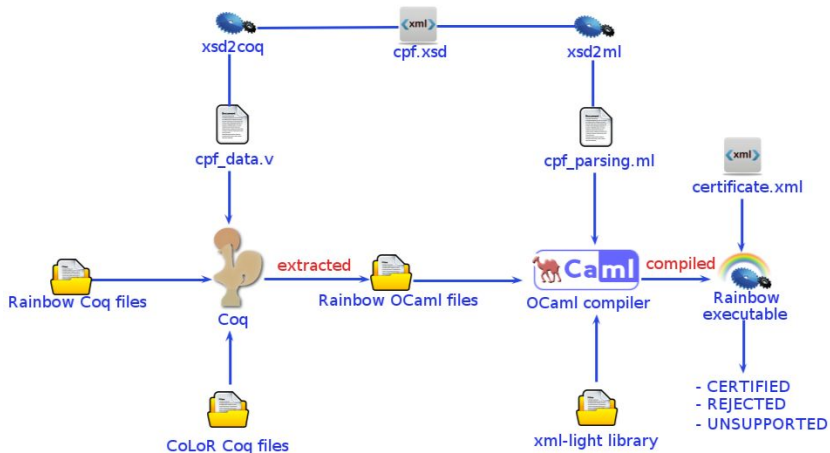 <xml>
xsd2coq
cpf.xsd
xsd2ml
cpf_data.v
cpf_parsing.ml
<xml>
certificate.xml
extracted
Caml
compiled
Rainbow Coq files
Coq
Rainbow OCaml files
OCaml compiler
Rainbow
executable
- CERTIFIED
- REJECTED
- UNSUPPORTED
CoLoR Coq files
xml-light library